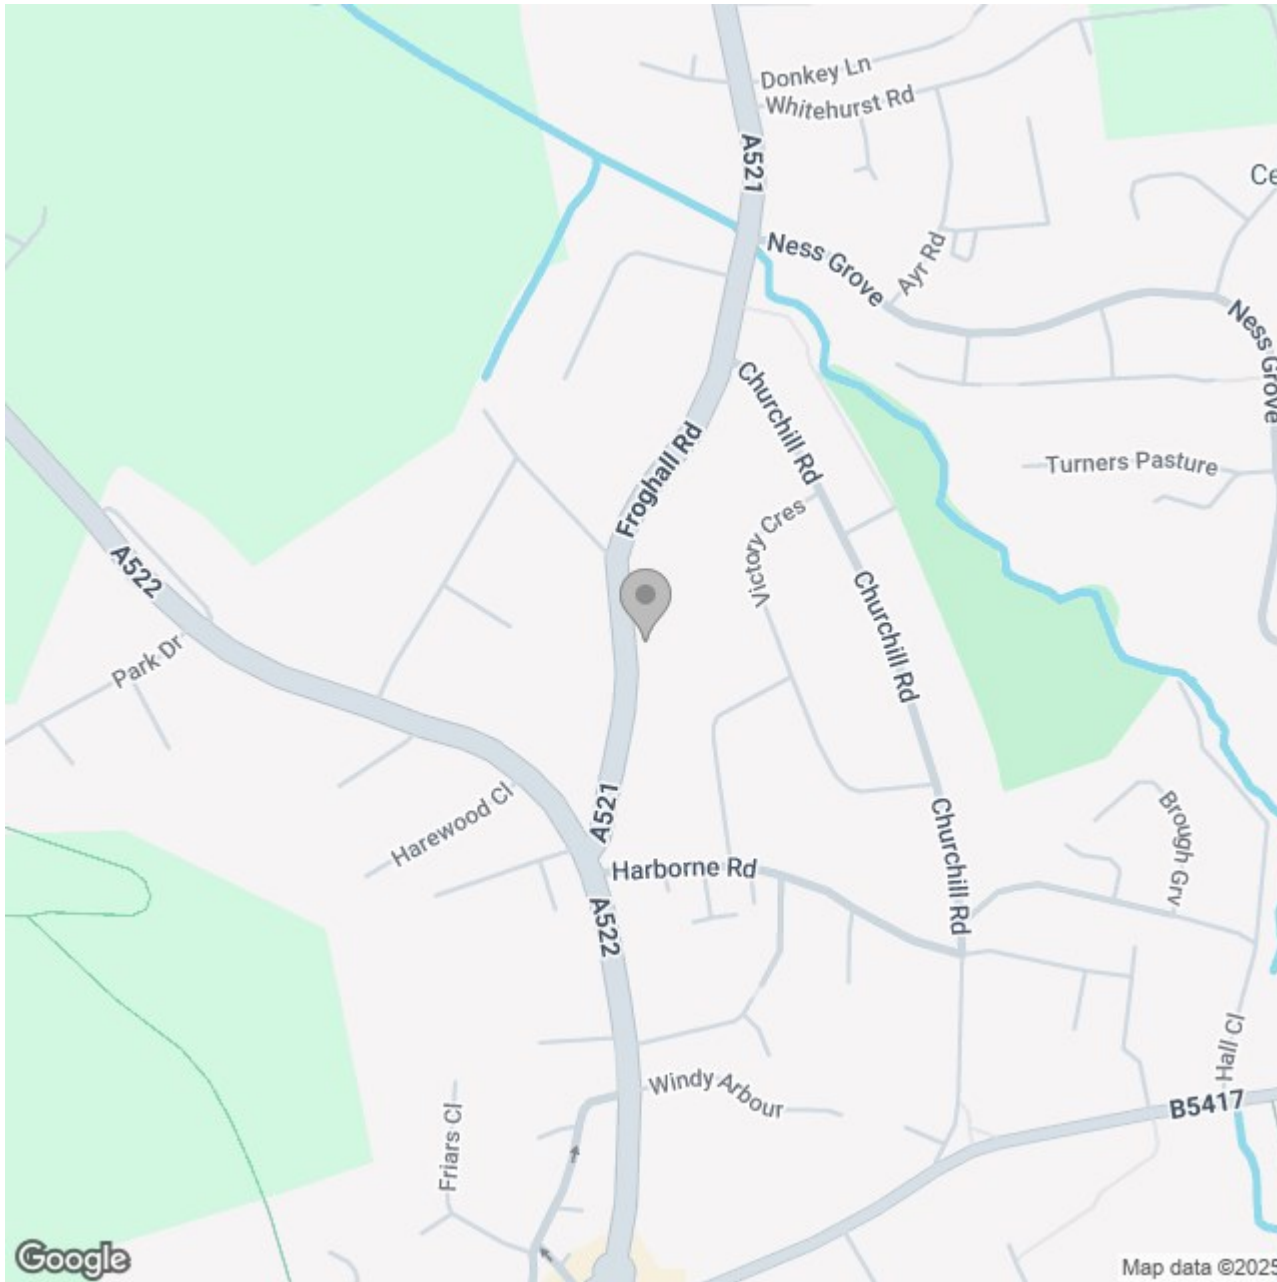 Donkey Ln
Whitehurst Rd
A521
Ce
Ness Grove
Ayr Rd
Ness Grove
Churchill Rd
Froghall Rd
Turners Pasture
Victory Cres
A522
Churchill Rd
Park Dr
A521
Harewood Cl
Brough Grv
Churchill Rd
Harborne Rd
A522
Hall Cl
Windy Arbour
B5417
Friars Cl
Google
Map data ©2025